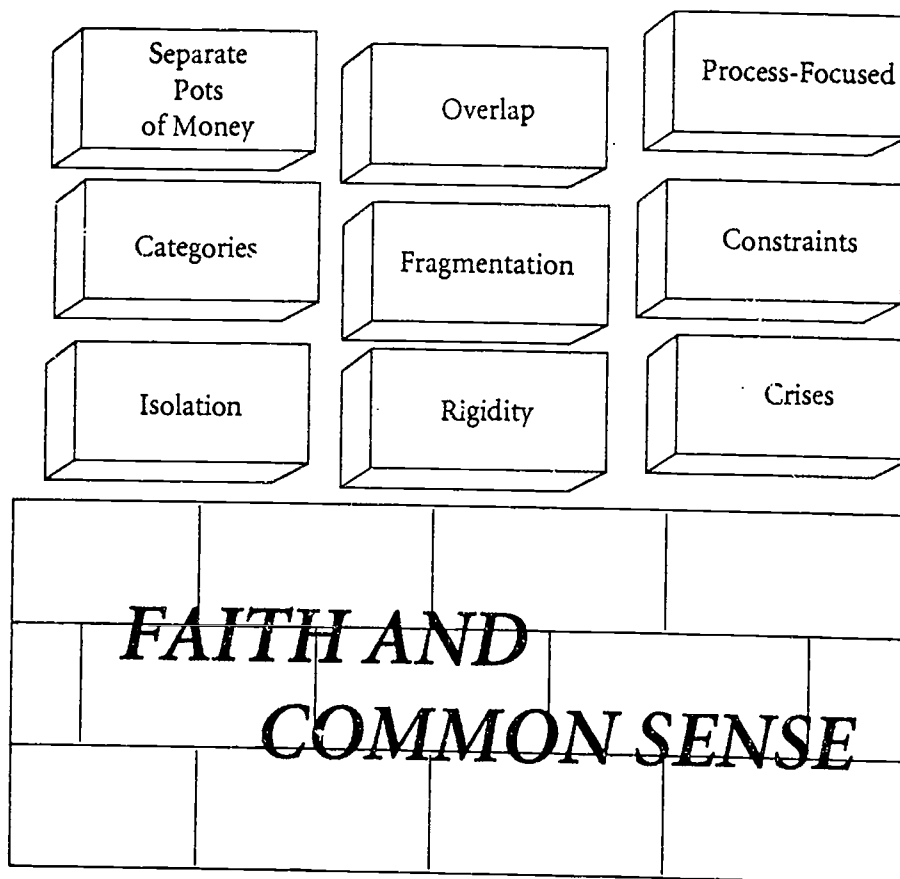 Separate
Pots
of Money
Overlap
Process-Focused
Categories
Fragmentation
Constraints
Isolation
Rigidity
Crises
FAITH AND
COMMON SENSE